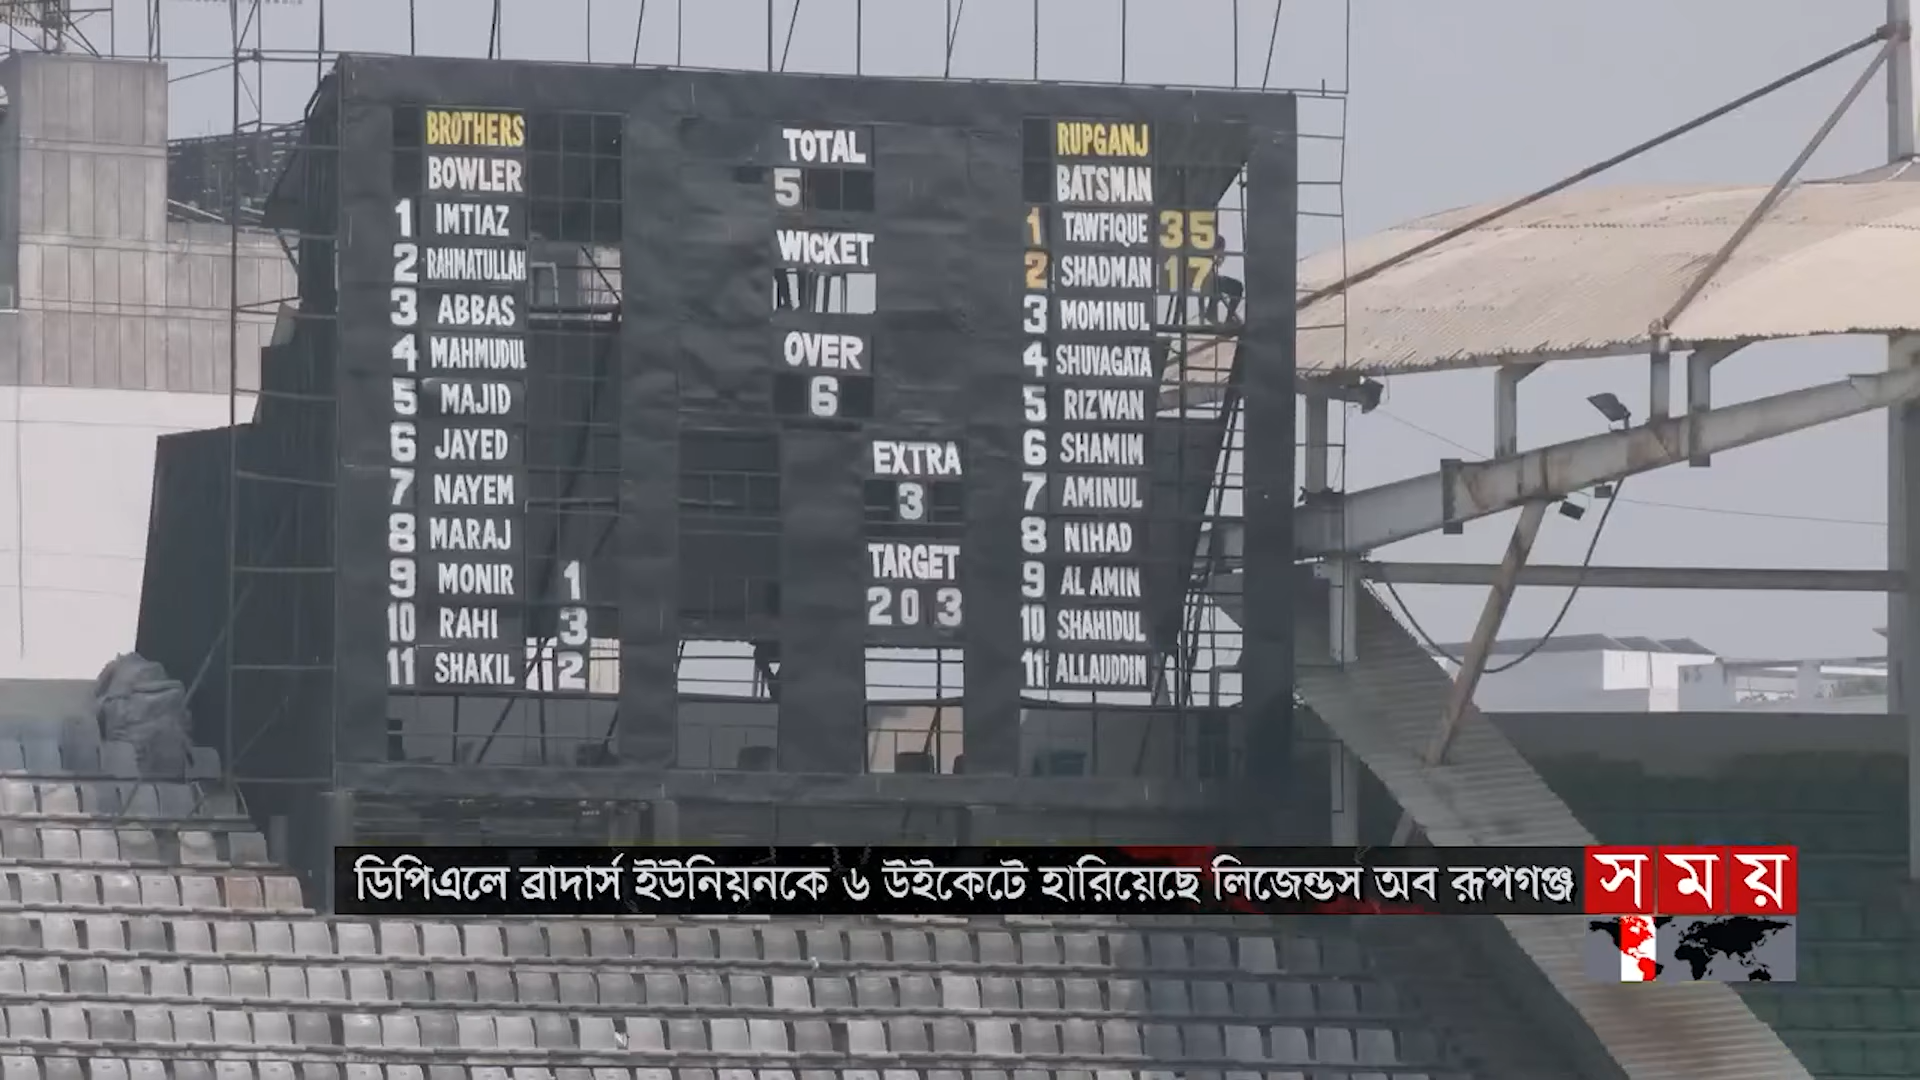 BROTHERS
BOWLER
1 IMTIAZ
2 RAHMATULLAH
3 ABBAS
4 MAHMUDUL
5 MAJID
6 JAYED
7 NAYEM
8 MARAJ
9 MONIR 1
10 RAHI 3
11 SHAKIL 2
TOTAL
5
WICKET
OVER
6
EXTRA
3
TARGET
203
RUPGANJ
BATSMAN
1 TAWFIQUE 35
2 SHADMAN 17
3 MOMINUL
4 SHUVAGATA
5 RIZWAN
6 SHAMIM
7 AMINUL
8 NIHAD
9 AL AMIN
10 SHAHIDUL
11 ALLAUDDIN
ডিপিএলে ব্রাদার্স ইউনিয়নকে ৬ উইকেটে হারিয়েছে লিজেন্ডস অব রূপগঞ্জ
সময়